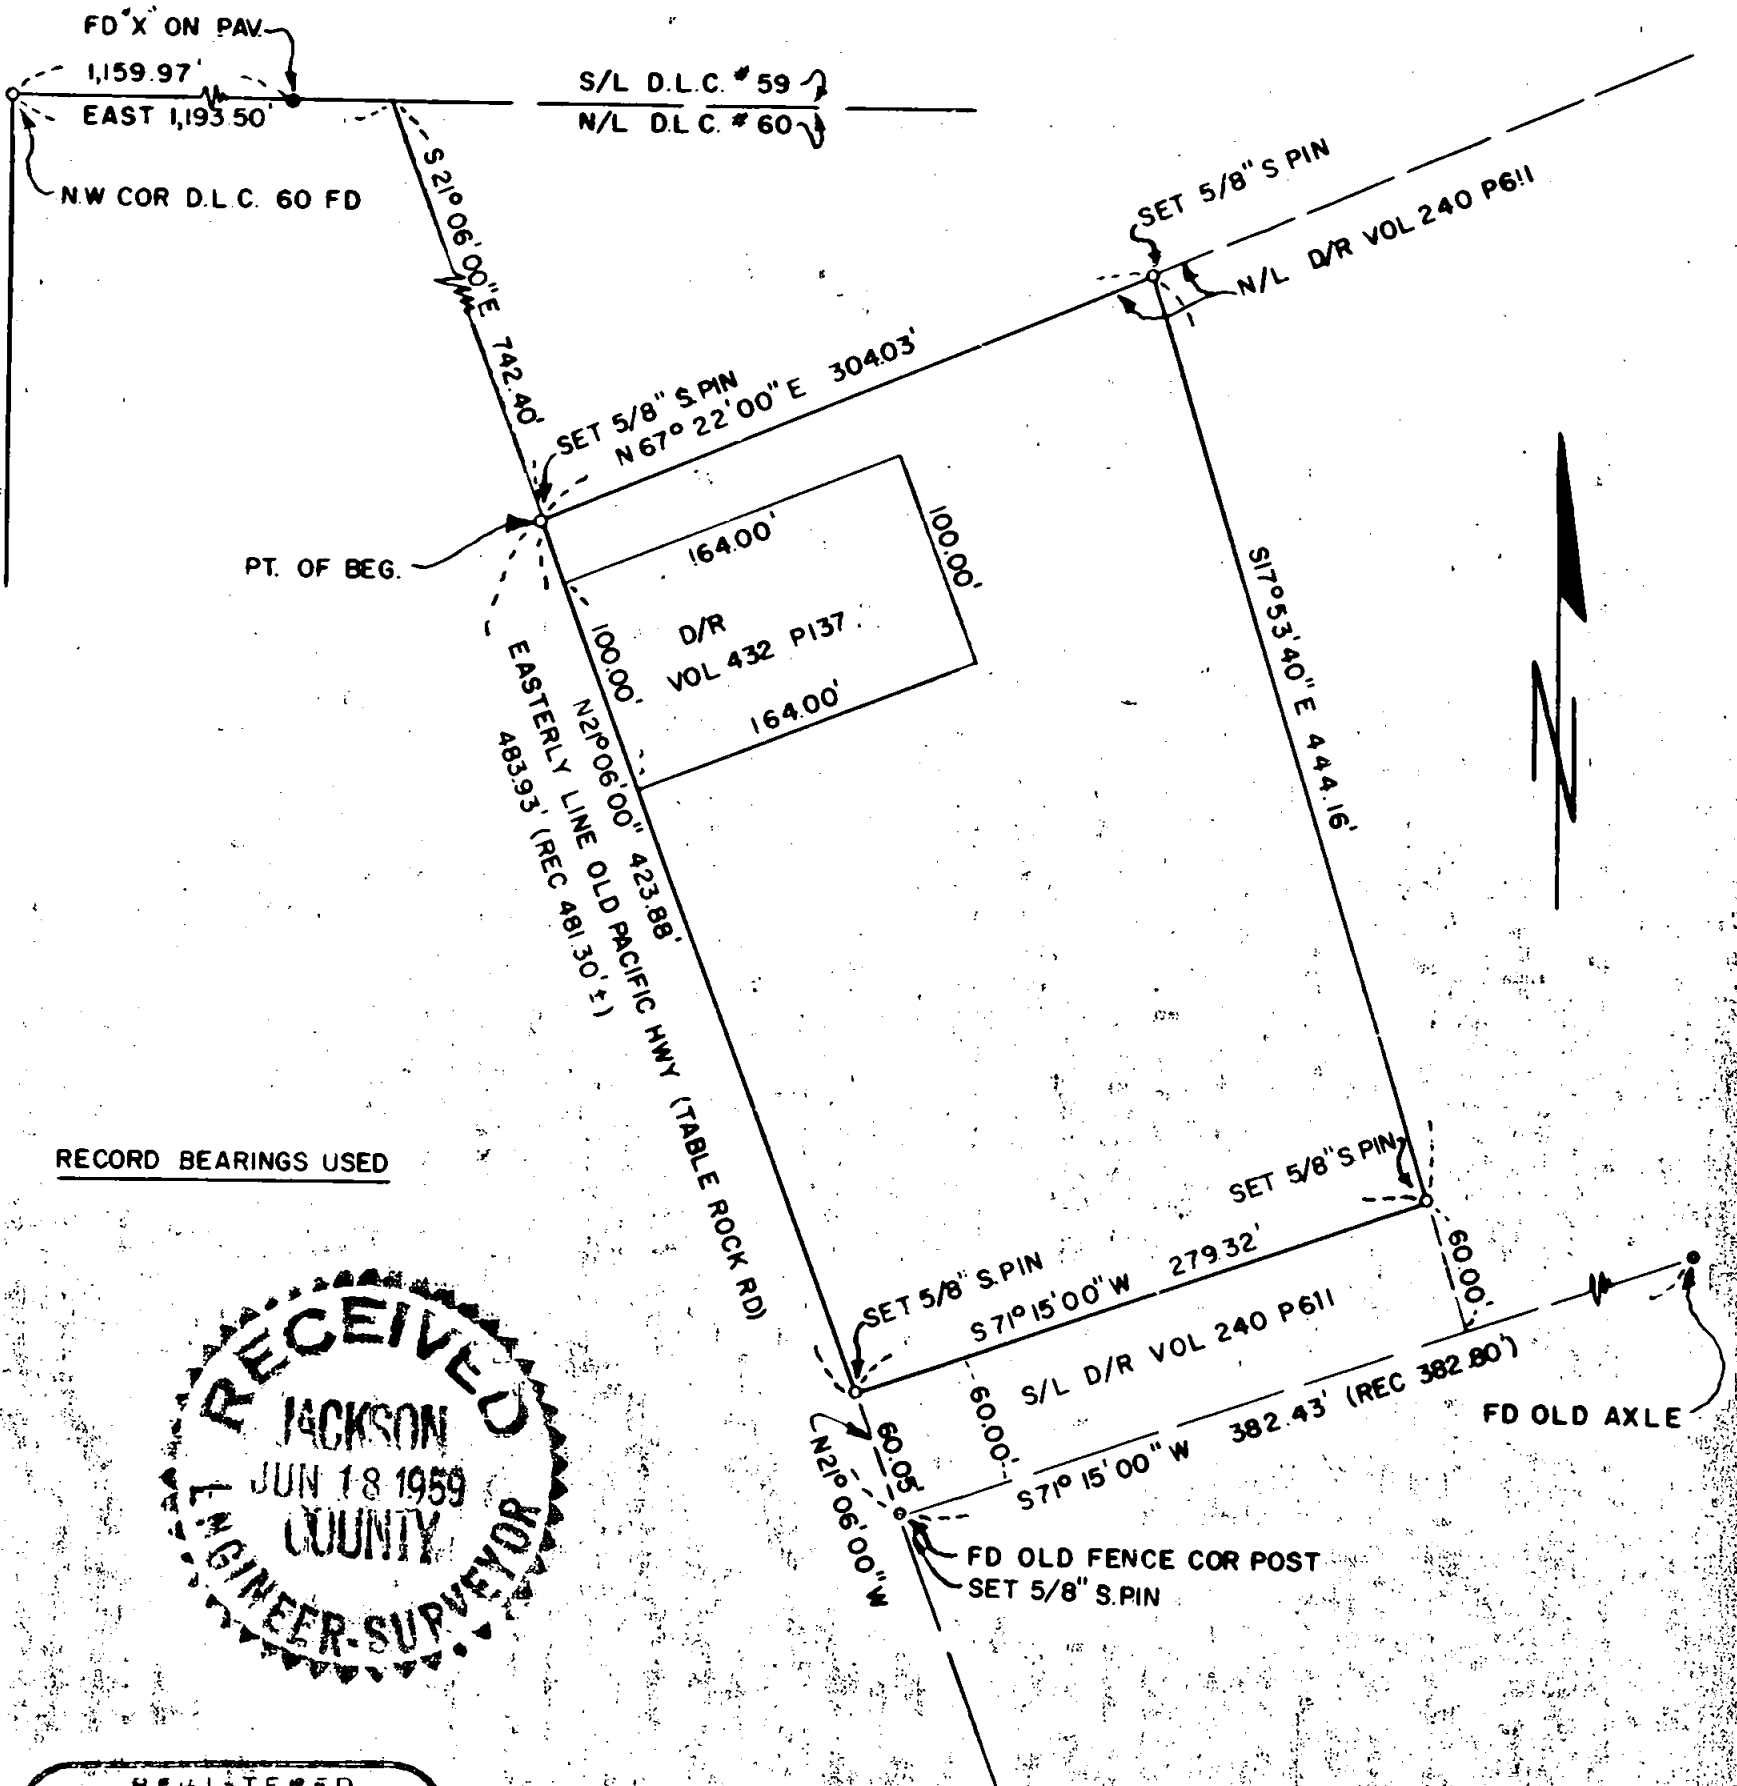 FD "X" ON PAV.
1,159.97'
EAST 1,193.50'
S/L D.L.C. #59
N/L D.L.C. #60
N.W COR D.L.C. 60 FD
S 21° 06' 00" E 742.40'
SET 5/8" S PIN
N/L D/R VOL 240 P611
SET 5/8" S.PIN
N 67° 22' 00" E 304.03'
PT. OF BEG.
164.00'
100.00'
D/R
VOL 432 P137
100.00'
164.00'
S17° 53' 40" E 444.16'
N21° 06' 00" 423.88'
EASTERLY LINE OLD PACIFIC HWY (TABLE ROCK RD)
483.93' (REC 481.30' ±)
RECORD BEARINGS USED
SET 5/8" S.PIN
SET 5/8" S.PIN
S 71° 15' 00" W 279.32'
60.00'
S/L D/R VOL 240 P611
60.00'
60.05'
N21° 06' 00" W
S71° 15' 00" W 382.43' (REC 382.80')
FD OLD AXLE
FD OLD FENCE COR POST
SET 5/8" S.PIN
N
RECEIVED
JACKSON
JUN 18 1959
COUNTY
ENGINEER-SURVEYOR
REGISTERED